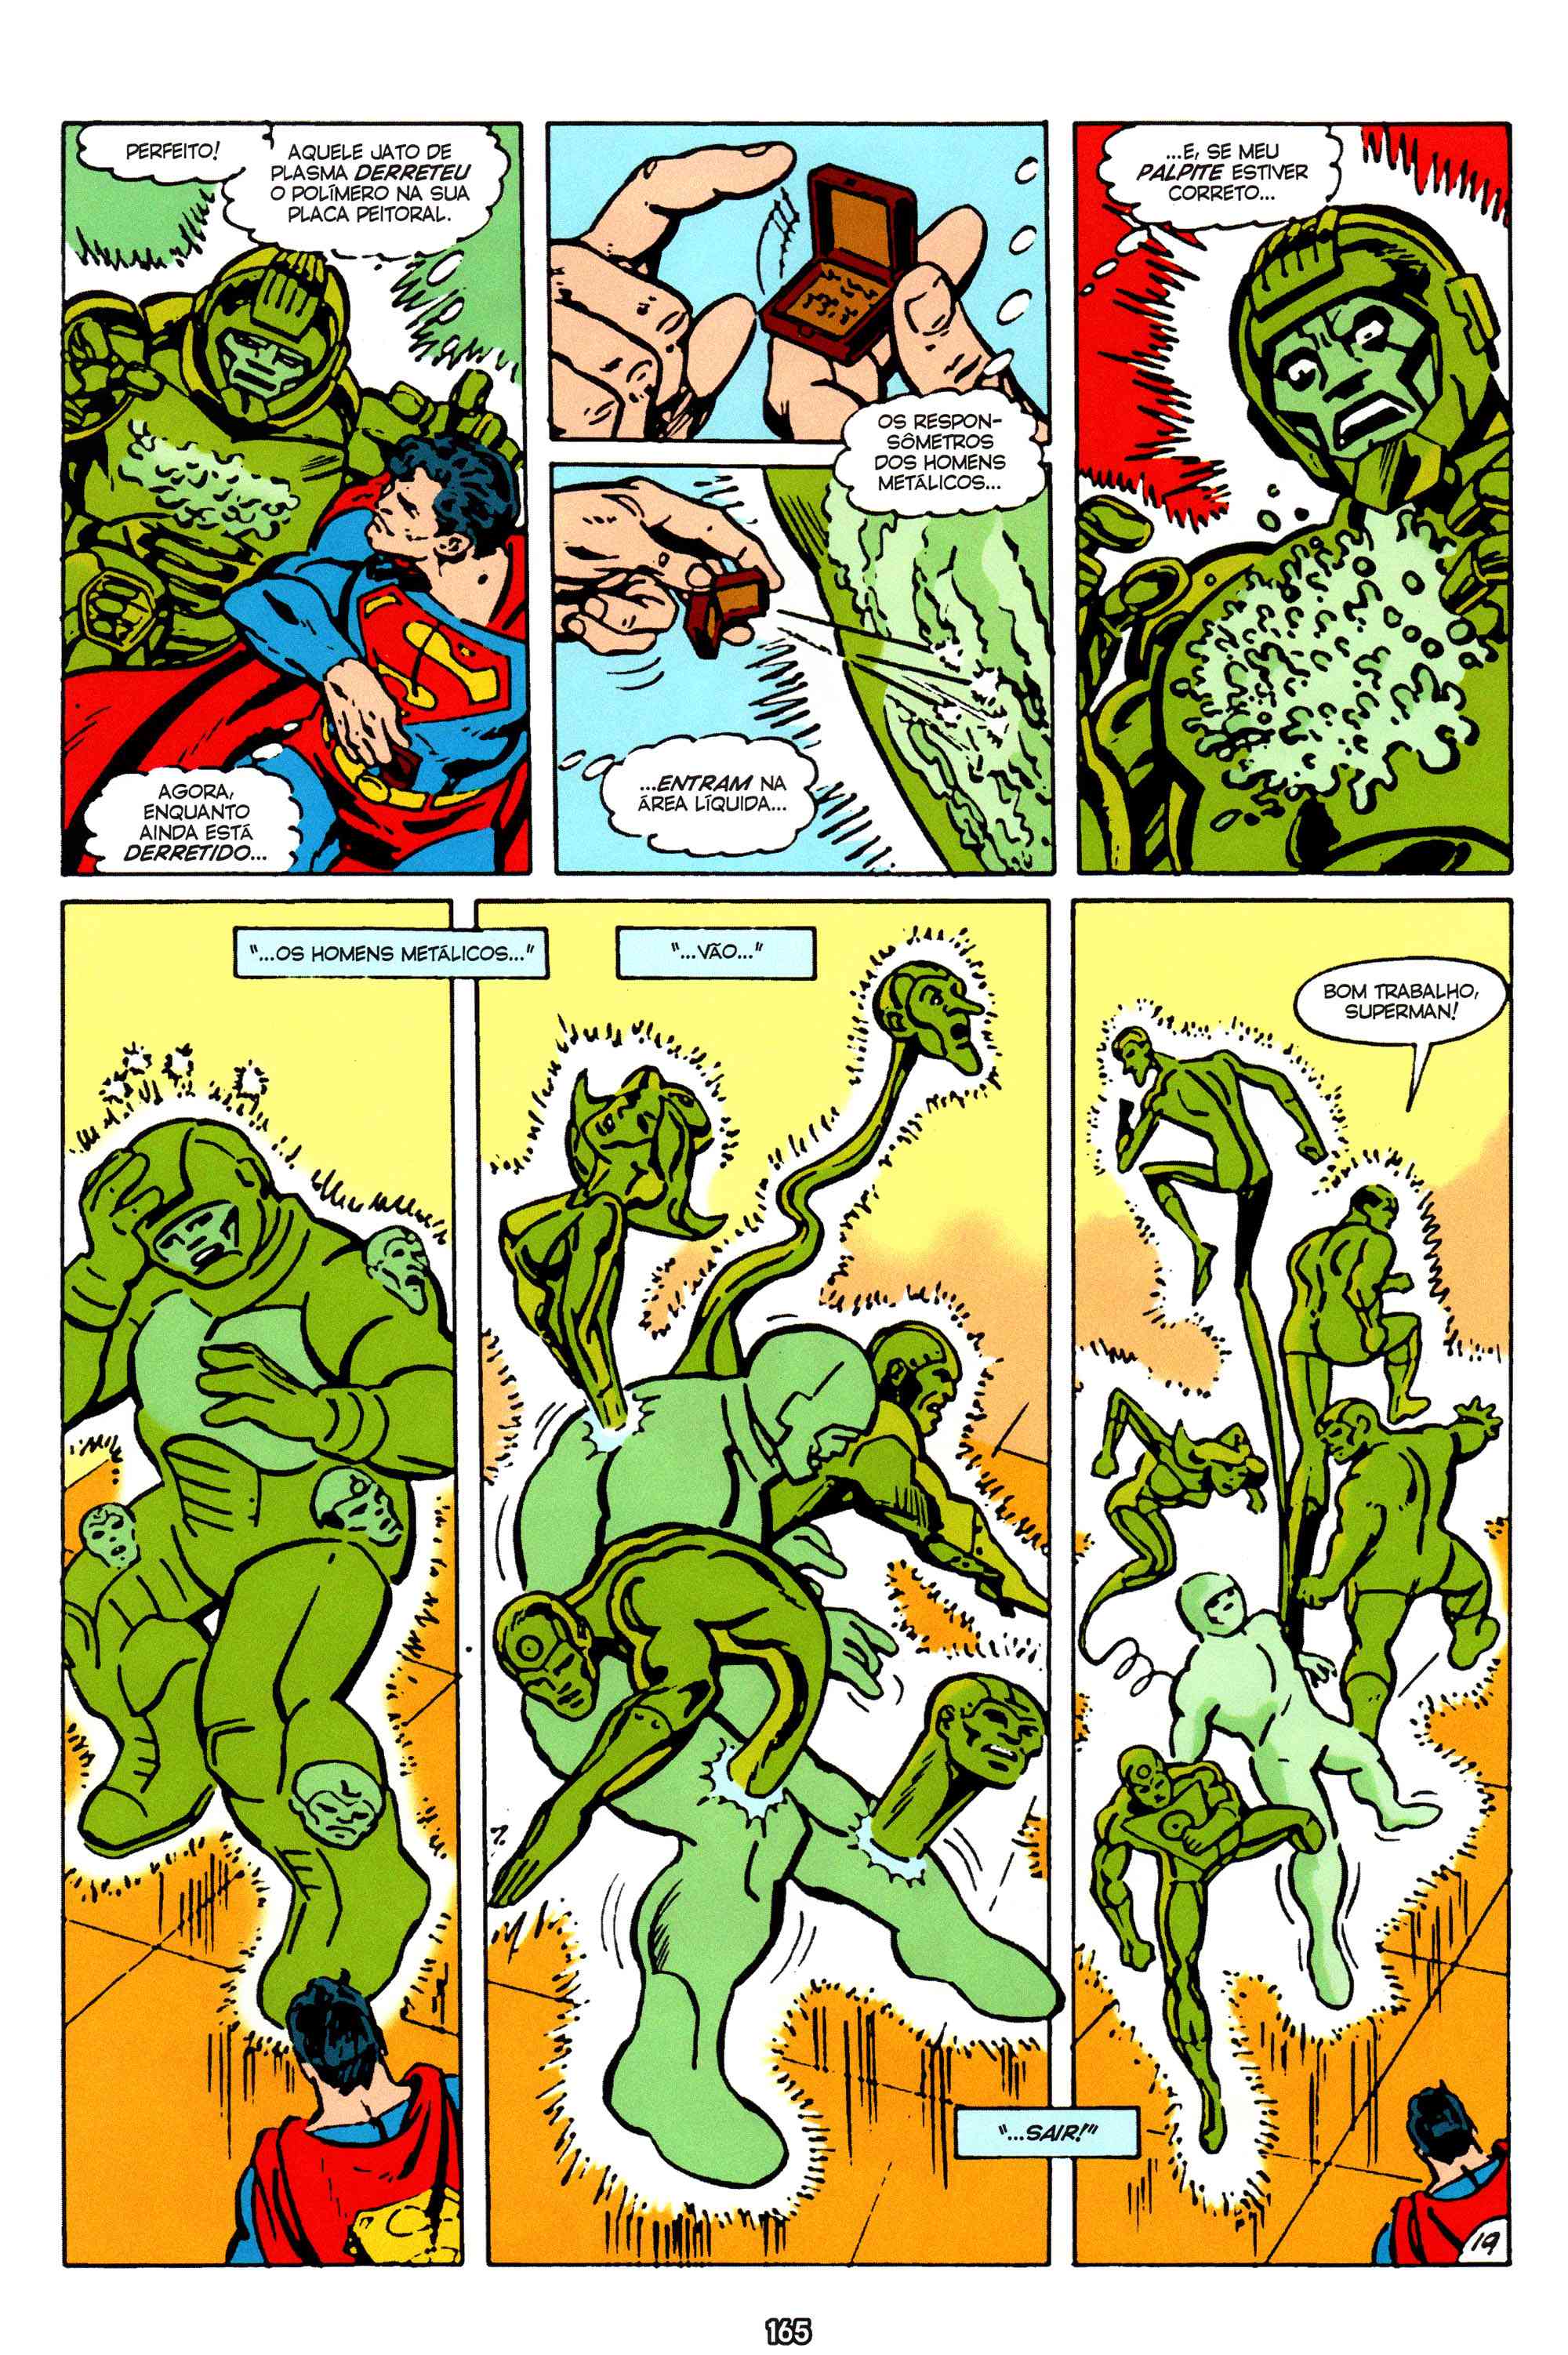 PERFEITO!
AQUELE JATO DE
PLASMA DERRETEU
O POLÍMERO NA SUA
PLACA PEITORAL.
AGORA,
ENQUANTO
AINDA ESTÁ
DERRETIDO...
OS RESPON-
SÔMETROS
DOS HOMENS
METÁLICOS...
...ENTRAM NA
ÁREA LÍQUIDA...
...E, SE MEU
PALPITE ESTIVER
CORRETO...
"...OS HOMENS METÁLICOS..."
"...VÃO..."
"...SAIR!"
BOM TRABALHO,
SUPERMAN!
19
165